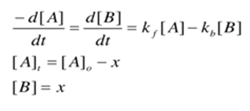 -d[A]/dt = d[B]/dt = k_f[A] - k_b[B]
[A]_t = [A]_o - x
[B] = x